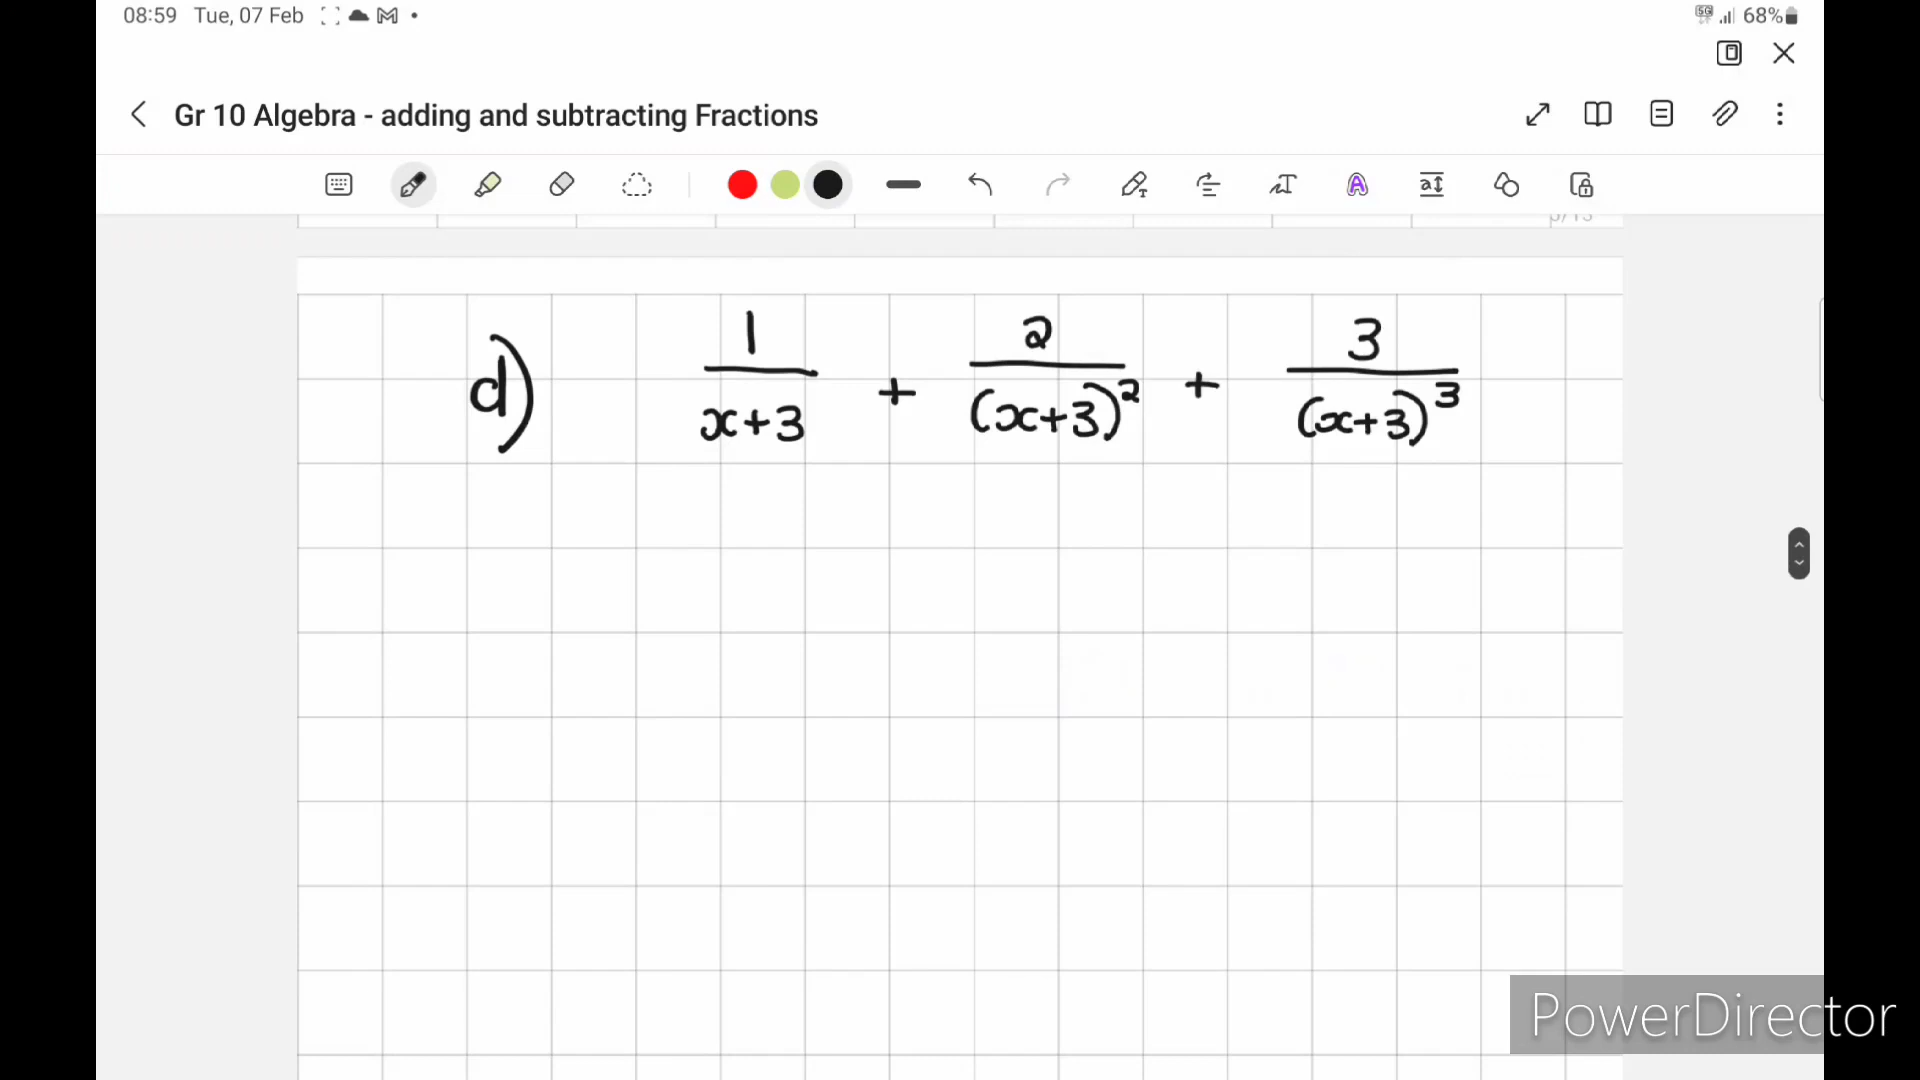 08:59 Tue, 07 Feb
5G 68%
Gr 10 Algebra - adding and subtracting Fractions
d) 1/(x+3) + 2/(x+3)² + 3/(x+3)³
PowerDirector